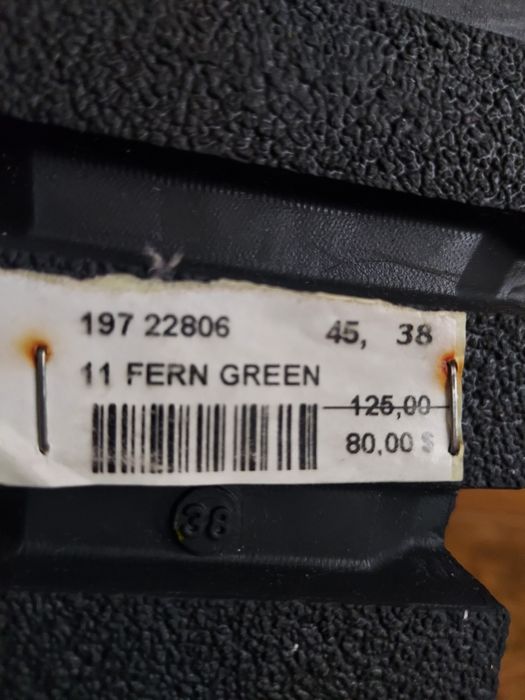 197 22806 45, 38
11 FERN GREEN
125,00
80,00 $
38